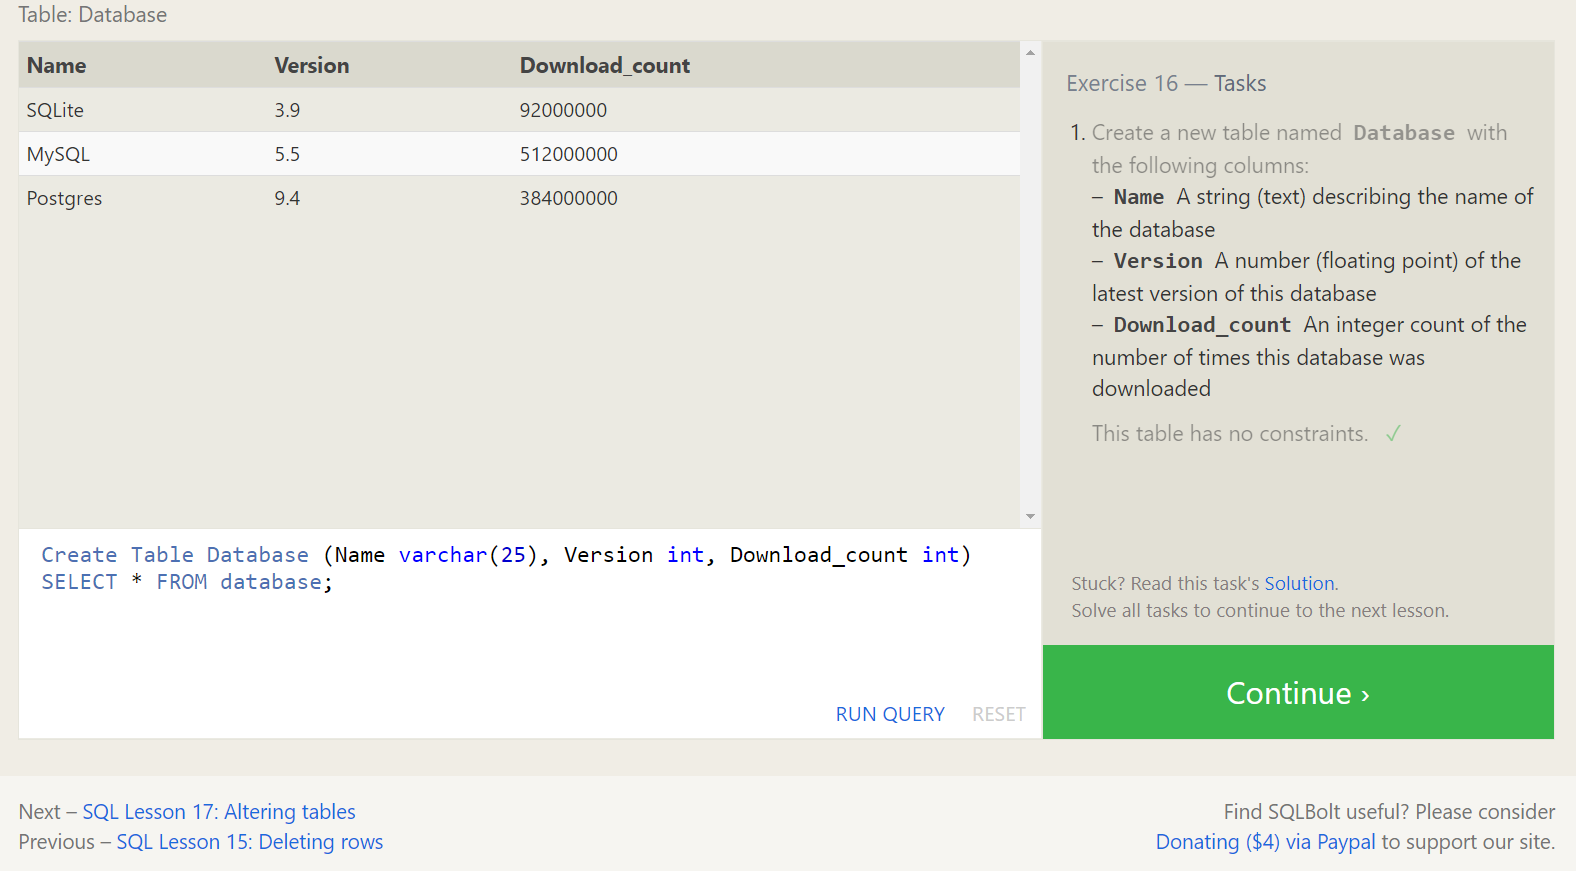 Table: Database
Name Version Download_count
SQLite 3.9 92000000
MySQL 5.5 512000000
Postgres 9.4 384000000
Create Table Database (Name varchar(25), Version int, Download_count int)
SELECT * FROM database;
RUN QUERY RESET
Exercise 16 — Tasks
1. Create a new table named Database with
the following columns:
– Name A string (text) describing the name of
the database
– Version A number (floating point) of the
latest version of this database
– Download_count An integer count of the
number of times this database was
downloaded
This table has no constraints. ✓
Stuck? Read this task's Solution.
Solve all tasks to continue to the next lesson.
Continue ›
Next – SQL Lesson 17: Altering tables
Previous – SQL Lesson 15: Deleting rows
Find SQLBolt useful? Please consider
Donating ($4) via Paypal to support our site.